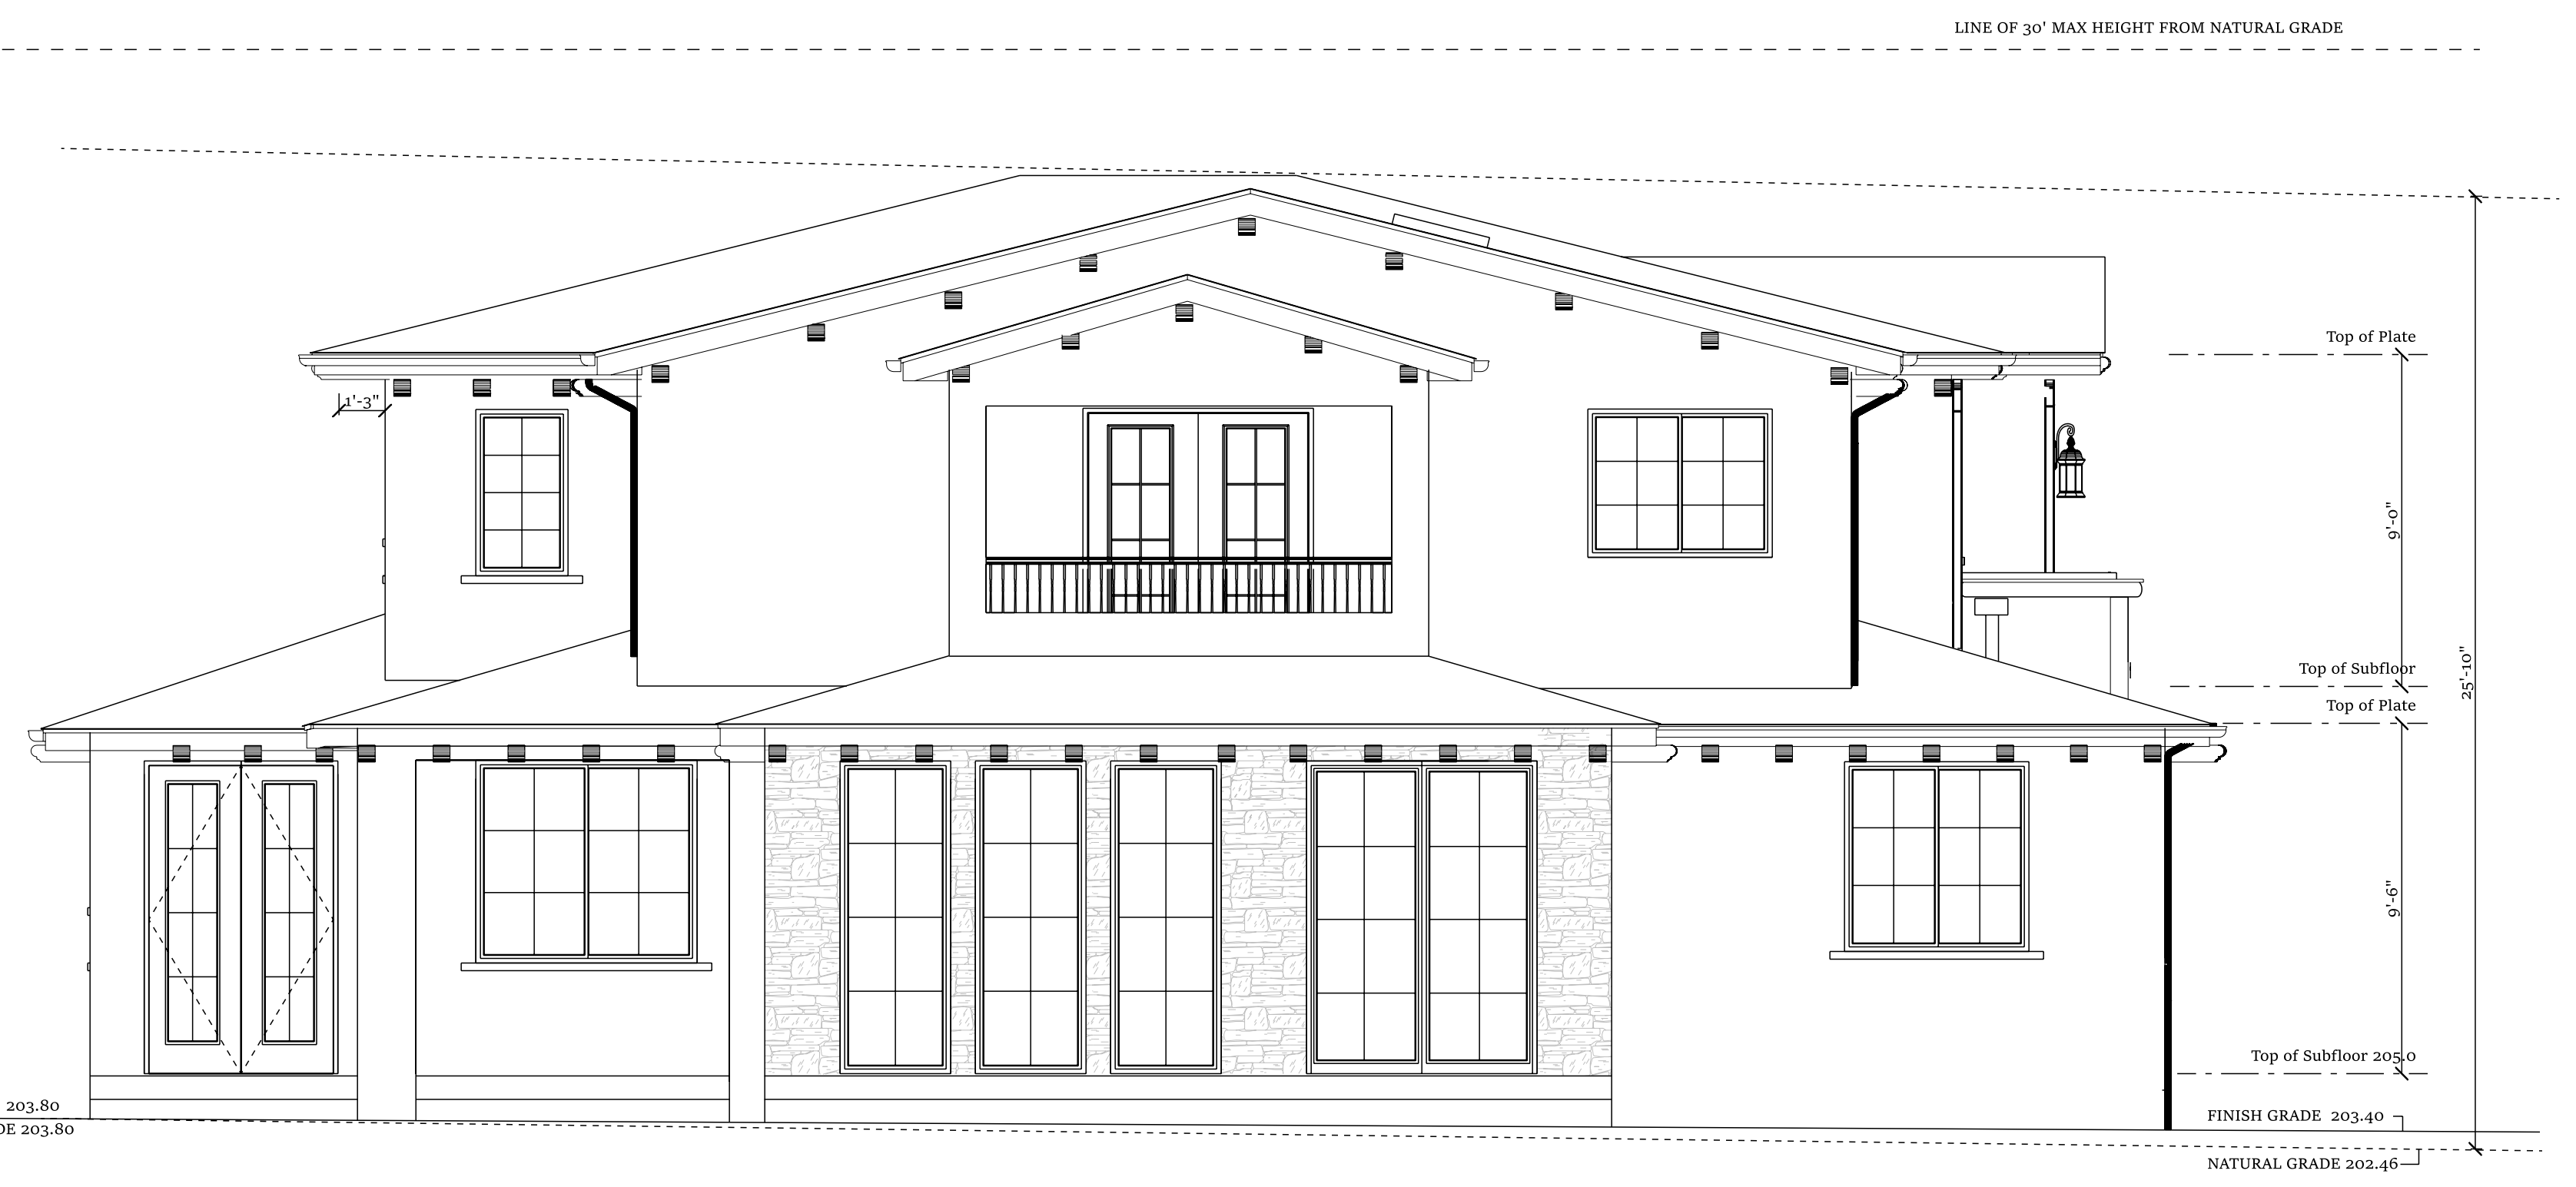 LINE OF 30' MAX HEIGHT FROM NATURAL GRADE
Top of Plate
1'-3"
9'-0"
Top of Subfloor
25'-10"
Top of Plate
9'-6"
Top of Subfloor 205.0
203.80
FINISH GRADE 203.40
DE 203.80
NATURAL GRADE 202.46